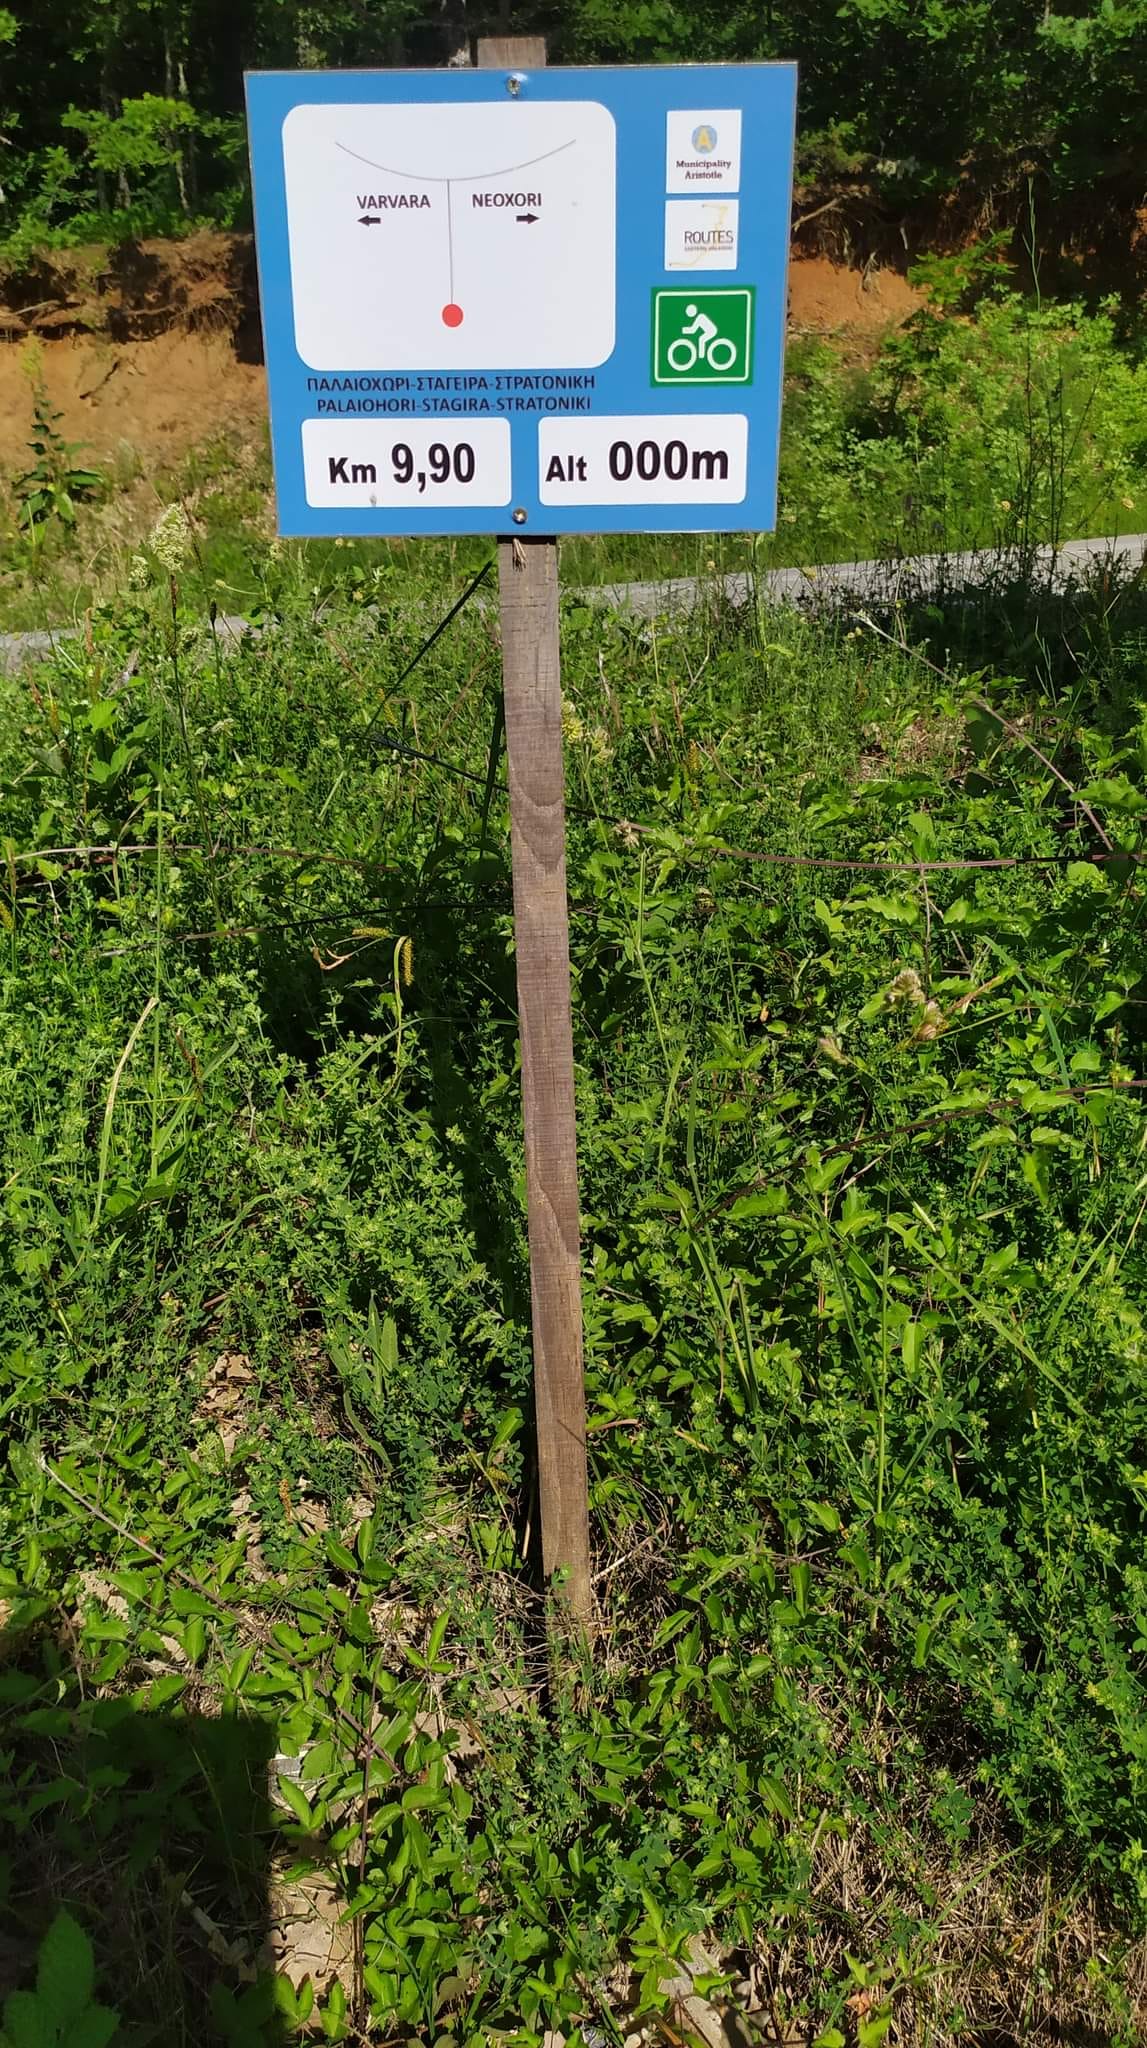 VARVARA
NEOXORI
Municipality
Aristotle
ROUTES
ΠΑΛΑΙΟΧΩΡΙ-ΣΤΑΓΕΙΡΑ-ΣΤΡΑΤΟΝΙΚΗ
PALAIOHORI-STAGIRA-STRATONIKI
Km 9,90
Alt 000m